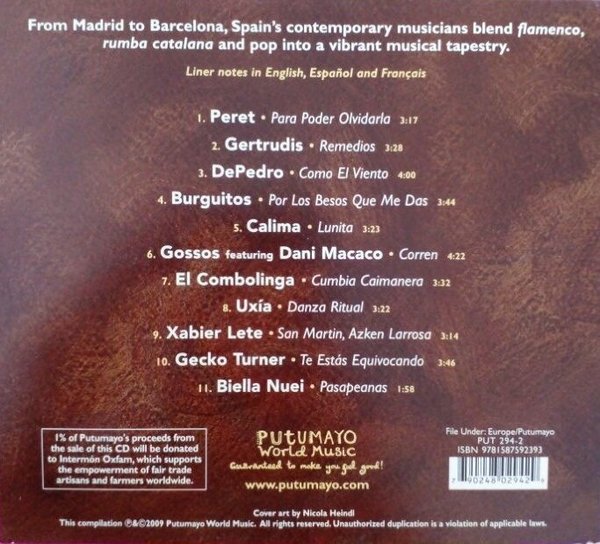 From Madrid to Barcelona, Spain's contemporary musicians blend flamenco,
rumba catalana and pop into a vibrant musical tapestry.
Liner notes in English, Español and Français
1. Peret • Para Poder Olvidarla 3:17
2. Gertrudis • Remedios 3:28
3. DePedro • Como El Viento 4:00
4. Burguitos • Por Los Besos Que Me Das 3:44
5. Calima • Lunita 3:23
6. Gossos featuring Dani Macaco • Corren 4:22
7. El Combolinga • Cumbia Caimanera 3:32
8. Uxía • Danza Ritual 3:22
9. Xabier Lete • San Martin, Azken Larrosa 3:14
10. Gecko Turner • Te Estás Equivocando 3:46
11. Biella Nuei • Pasapeanas 1:58
1% of Putumayo's proceeds from
the sale of this CD will be donated
to Intermón Oxfam, which supports
the empowerment of fair trade
artisans and farmers worldwide.
PUTUMAYO
World Music
Guaranteed to make you feel good!
www.putumayo.com
File Under: Europe/Putumayo
PUT 294-2
ISBN 9781587592393
7 90248 02942 6
Cover art by Nicola Heindl
This compilation ℗&©2009 Putumayo World Music. All rights reserved. Unauthorized duplication is a violation of applicable laws.